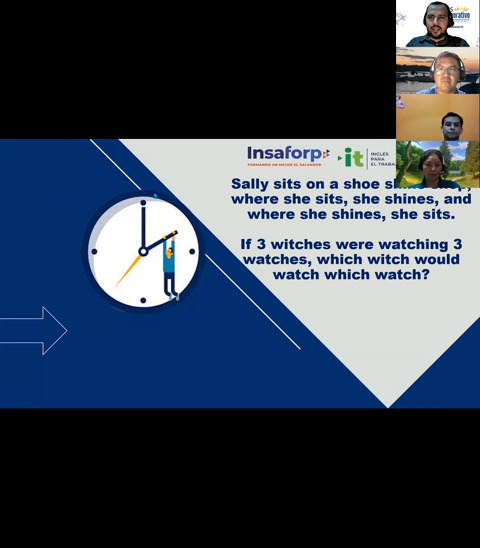 Insaforp
FORMANDO UN MEJOR EL SALVADOR
it
INGLÉS
PARA
EL TRABA
Sally sits on a shoe
where she sits, she shines, and
where she shines, she sits.
If 3 witches were watching 3
watches, which witch would
watch which watch?